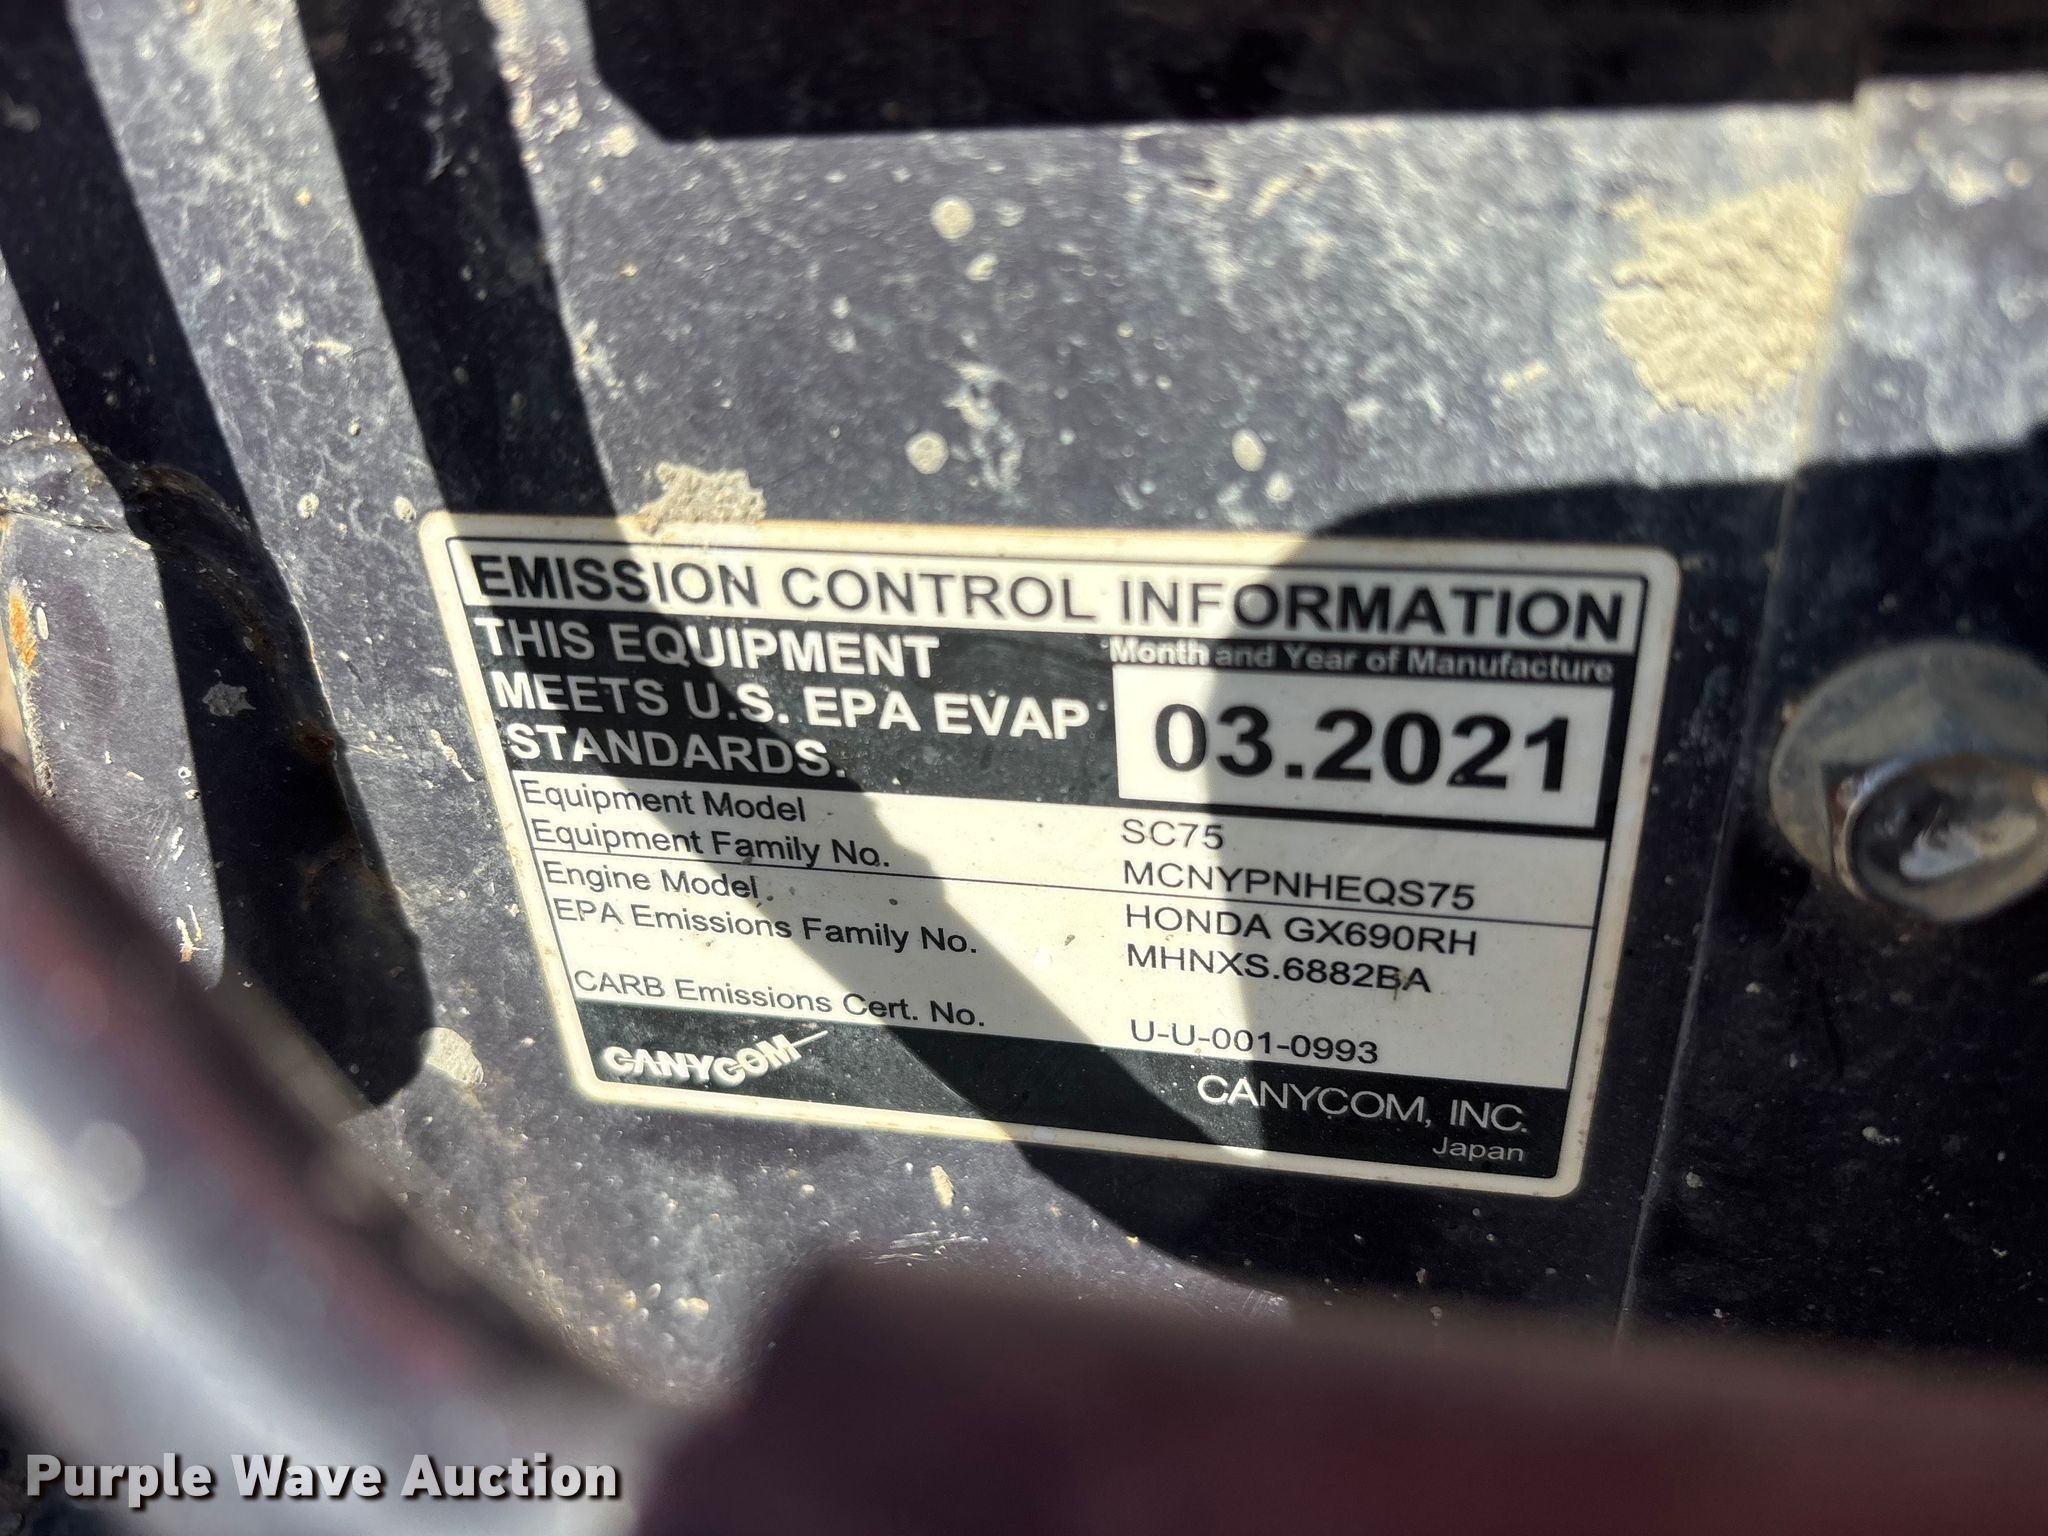 EMISSION CONTROL INFORMATION
THIS EQUIPMENT
MEETS U.S. EPA EVAP
STANDARDS.
Month and Year of Manufacture
03.2021
Equipment Model SC75
Equipment Family No. MCNYPNHEQS75
Engine Model HONDA GX690RH
EPA Emissions Family No. MHNXS.6882BA
CARB Emissions Cert. No. U-U-001-0993
CANYCOM
CANYCOM, INC.
Japan
Purple Wave Auction